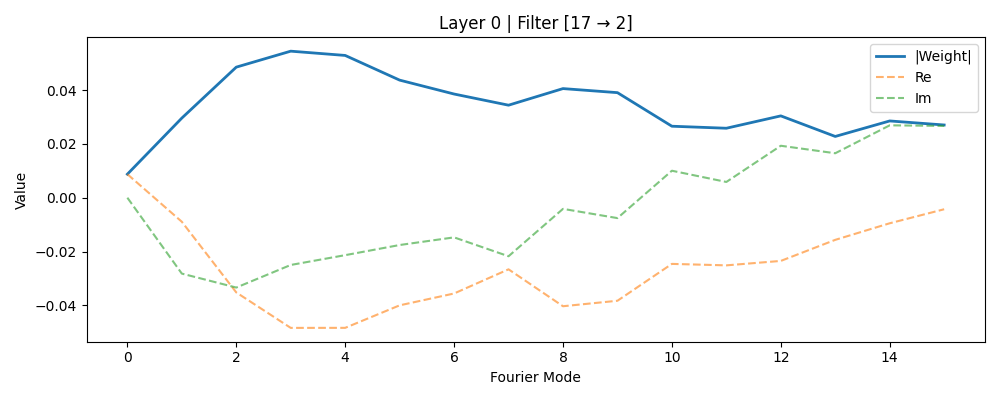 Layer 0 | Filter [17 → 2]
|Weight|
Re
Im
Value
0.04
0.02
0.00
−0.02
−0.04
0 2 4 6 8 10 12 14
Fourier Mode